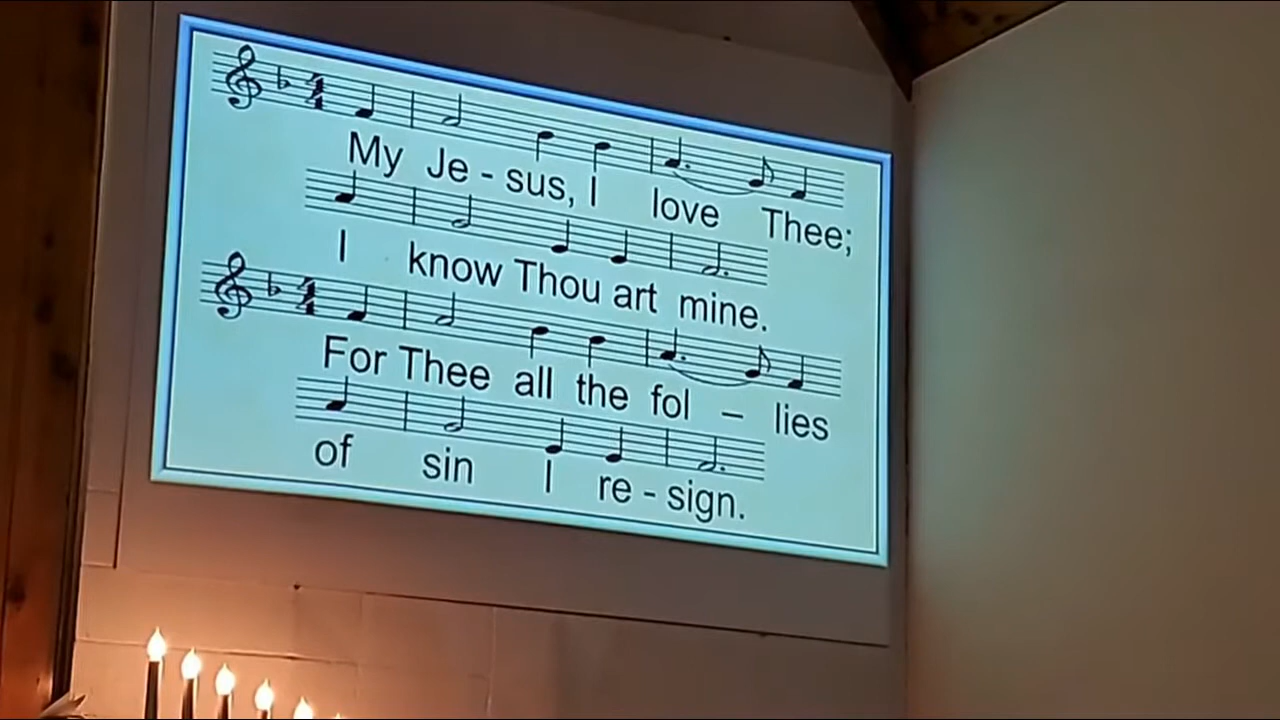 My Je - sus, I love Thee;
I know Thou art mine.
For Thee all the fol – lies
of sin I re - sign.